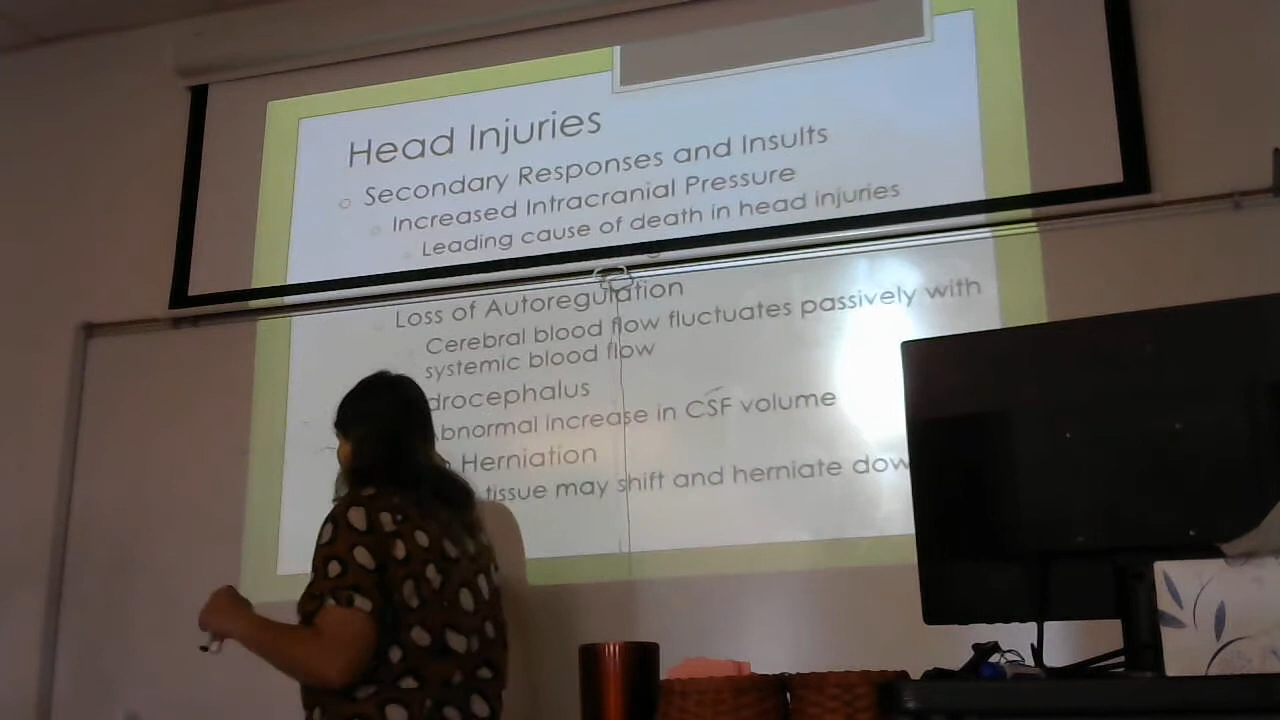 Head Injuries
Secondary Responses and Insults
Increased Intracranial Pressure
Leading cause of death in head injuries
Loss of Autoregulation
Cerebral blood flow fluctuates passively with
systemic blood flow
drocephalus
bnormal increase in CSF volume
Herniation
tissue may shift and herniate dow